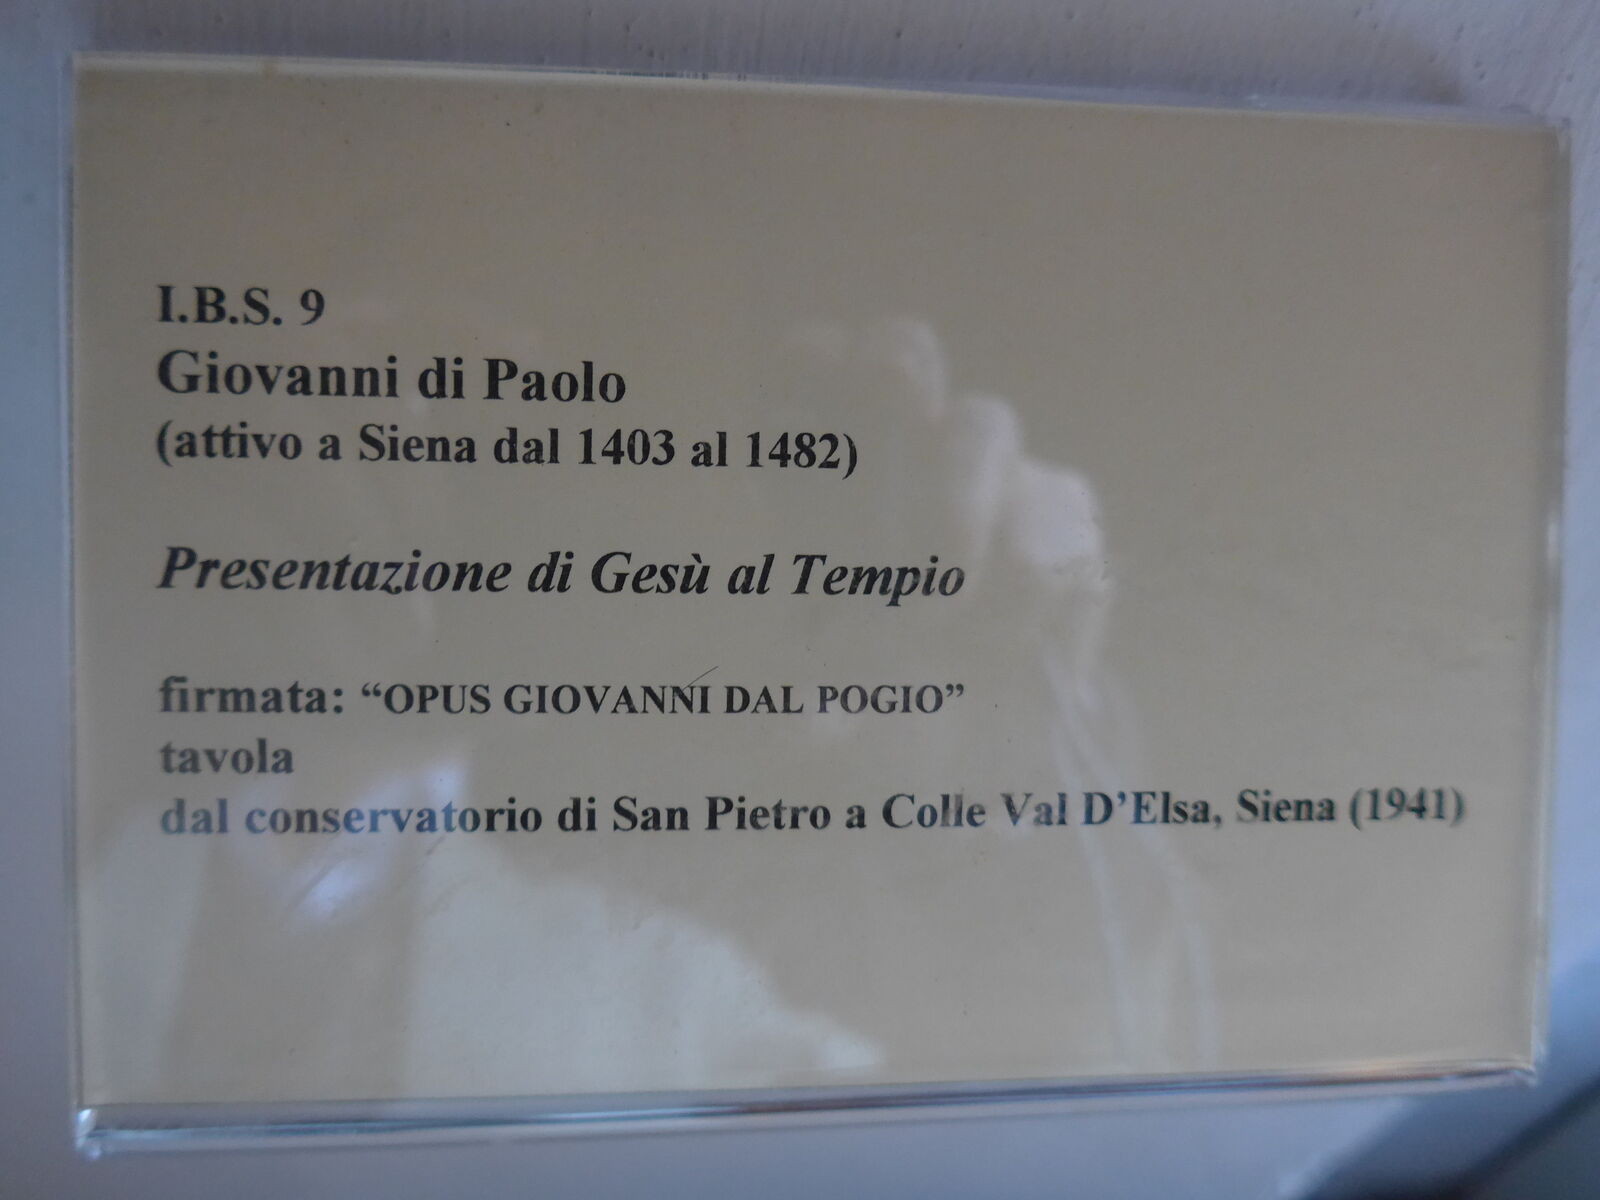 I.B.S. 9
Giovanni di Paolo
(attivo a Siena dal 1403 al 1482)
Presentazione di Gesù al Tempio
firmata: “OPUS GIOVANNI DAL POGIO”
tavola
dal conservatorio di San Pietro a Colle Val D’Elsa, Siena (1941)